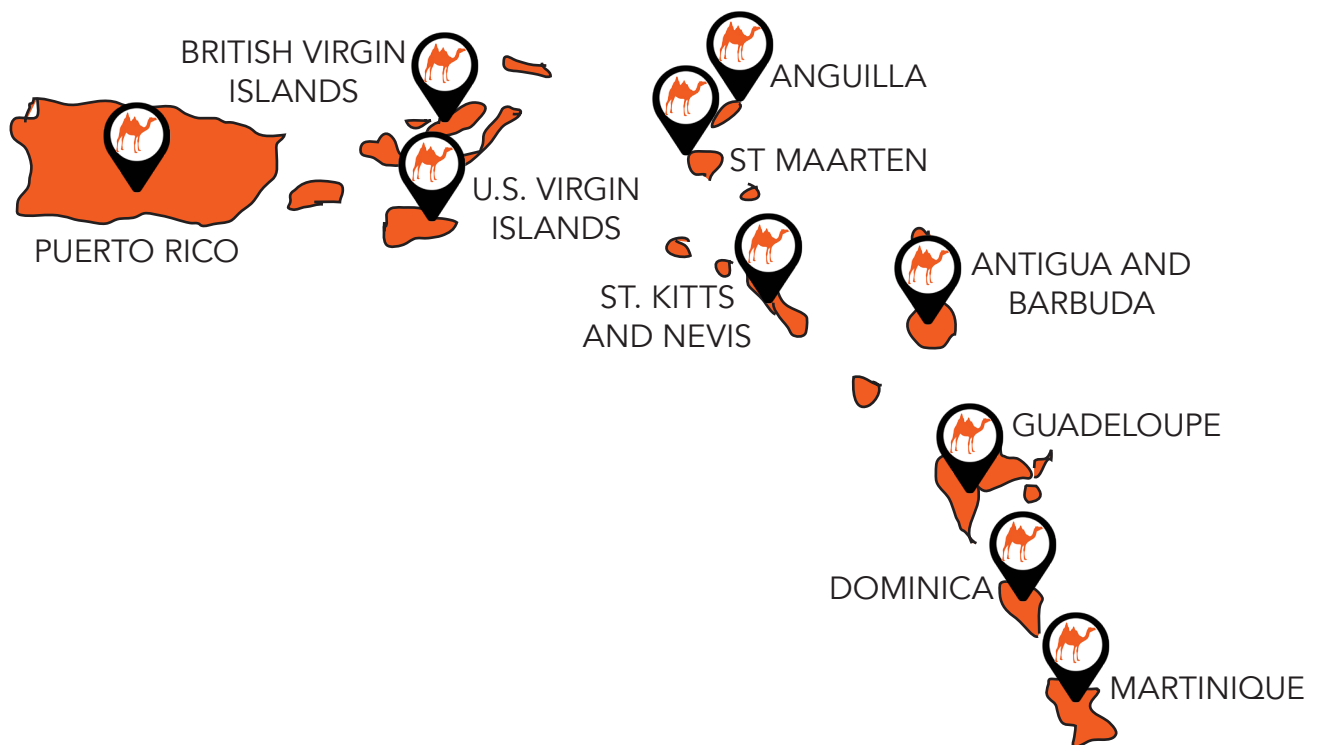 BRITISH VIRGIN
ISLANDS
ANGUILLA
ST MAARTEN
U.S. VIRGIN
ISLANDS
PUERTO RICO
ANTIGUA AND
BARBUDA
ST. KITTS
AND NEVIS
GUADELOUPE
DOMINICA
MARTINIQUE